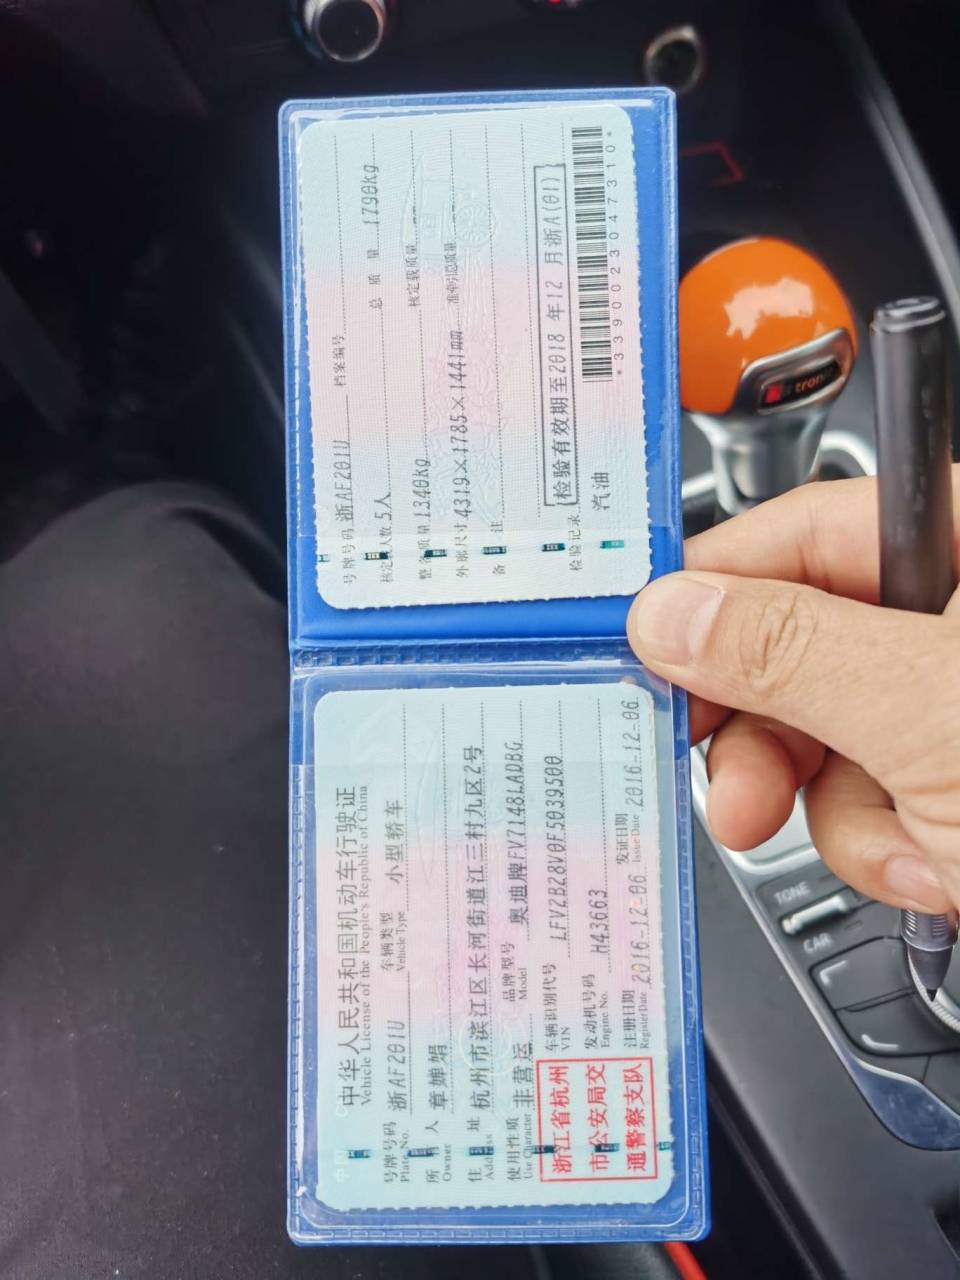 中华人民共和国机动车行驶证
Vehicle License of the People's Republic of China
号牌号码 浙AF201U 车辆类型 小型轿车
Plate No. Vehicle Type
所有人 章婵娟
Owner
住址 杭州市滨江区长河街道江三村九区2号
Address
使用性质 非营运 品牌型号 奥迪牌FV7148LADBG
Use Character Model
浙江省杭州
市公安局交
通警察支队
车辆识别代号 LFV2B28V0F5039500
VIN
发动机号码 H43663
Engine No.
注册日期 2016-12-06 发证日期 2016-12-06
Register Date Issue Date
号牌号码 浙AF201U 档案编号
核定人数 5人 总质量 1790kg
整备质量 1340kg 核定载质量
外廓尺寸 4319×1785×1441mm 准牵引总质量
备注
检验有效期至2018年12月浙A(01)
检验记录
汽油
*3390023047310*
S tronic
TONE
CAR